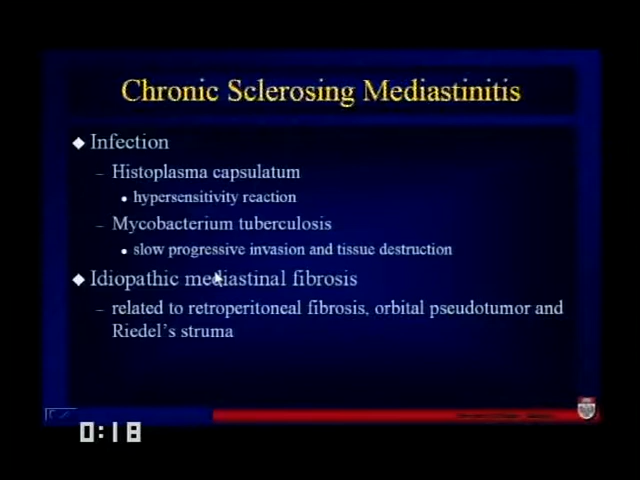 Chronic Sclerosing Mediastinitis
Infection
– Histoplasma capsulatum
hypersensitivity reaction
– Mycobacterium tuberculosis
slow progressive invasion and tissue destruction
Idiopathic mediastinal fibrosis
– related to retroperitoneal fibrosis, orbital pseudotumor and
Riedel's struma
0:18